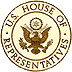 U.S. HOUSE OF
REPRESENTATIVES